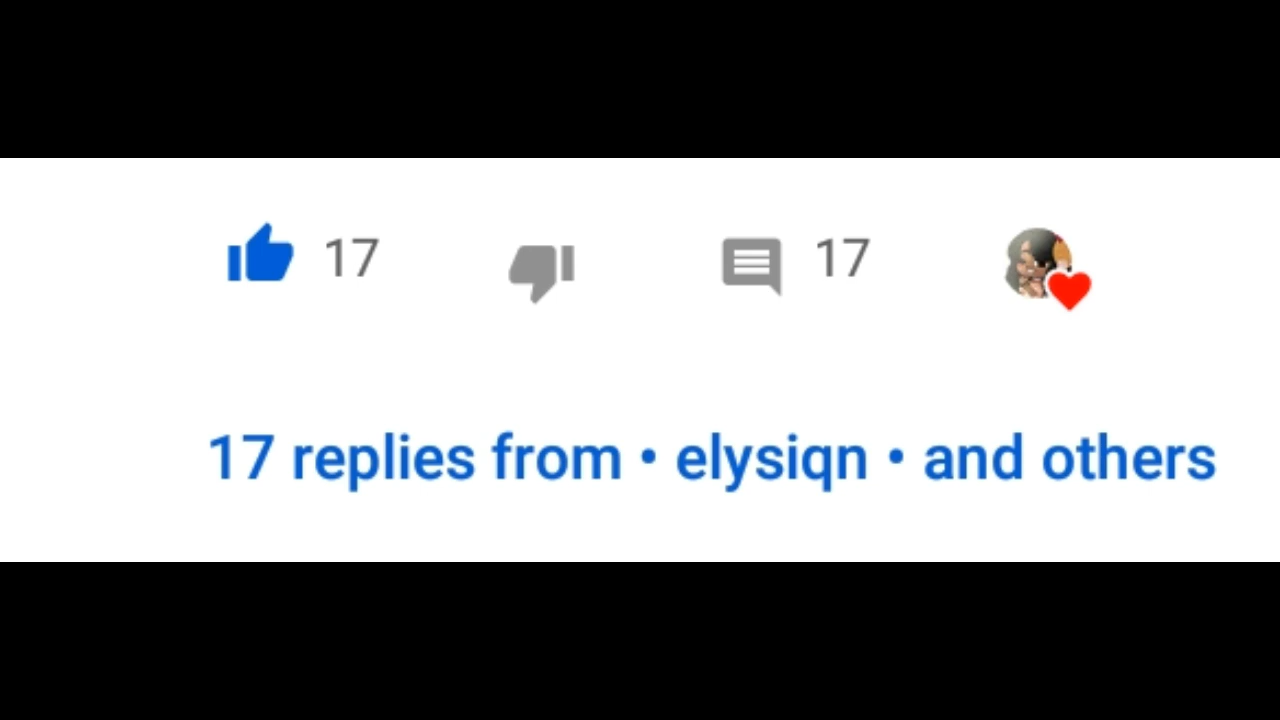 17 17
17 replies from • elysiqn • and others